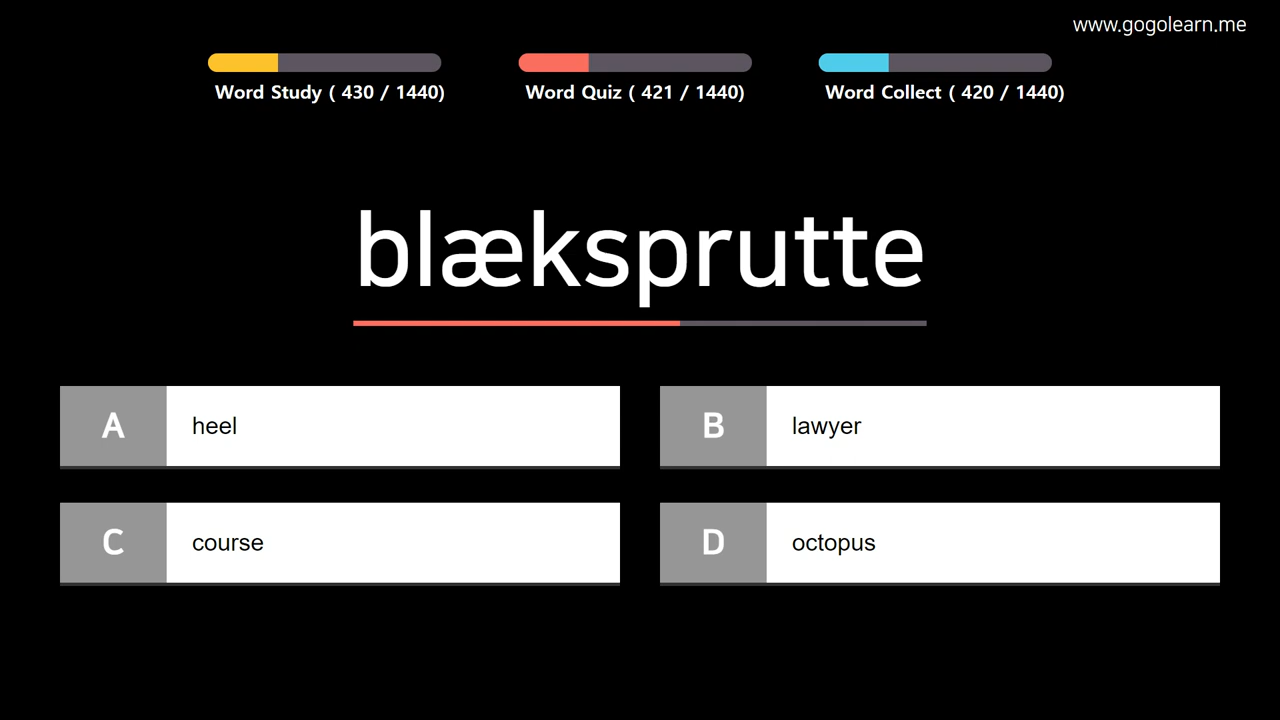 www.gogolearn.me
Word Study ( 430 / 1440)
Word Quiz ( 421 / 1440)
Word Collect ( 420 / 1440)
blæksprutte
A heel
B lawyer
C course
D octopus